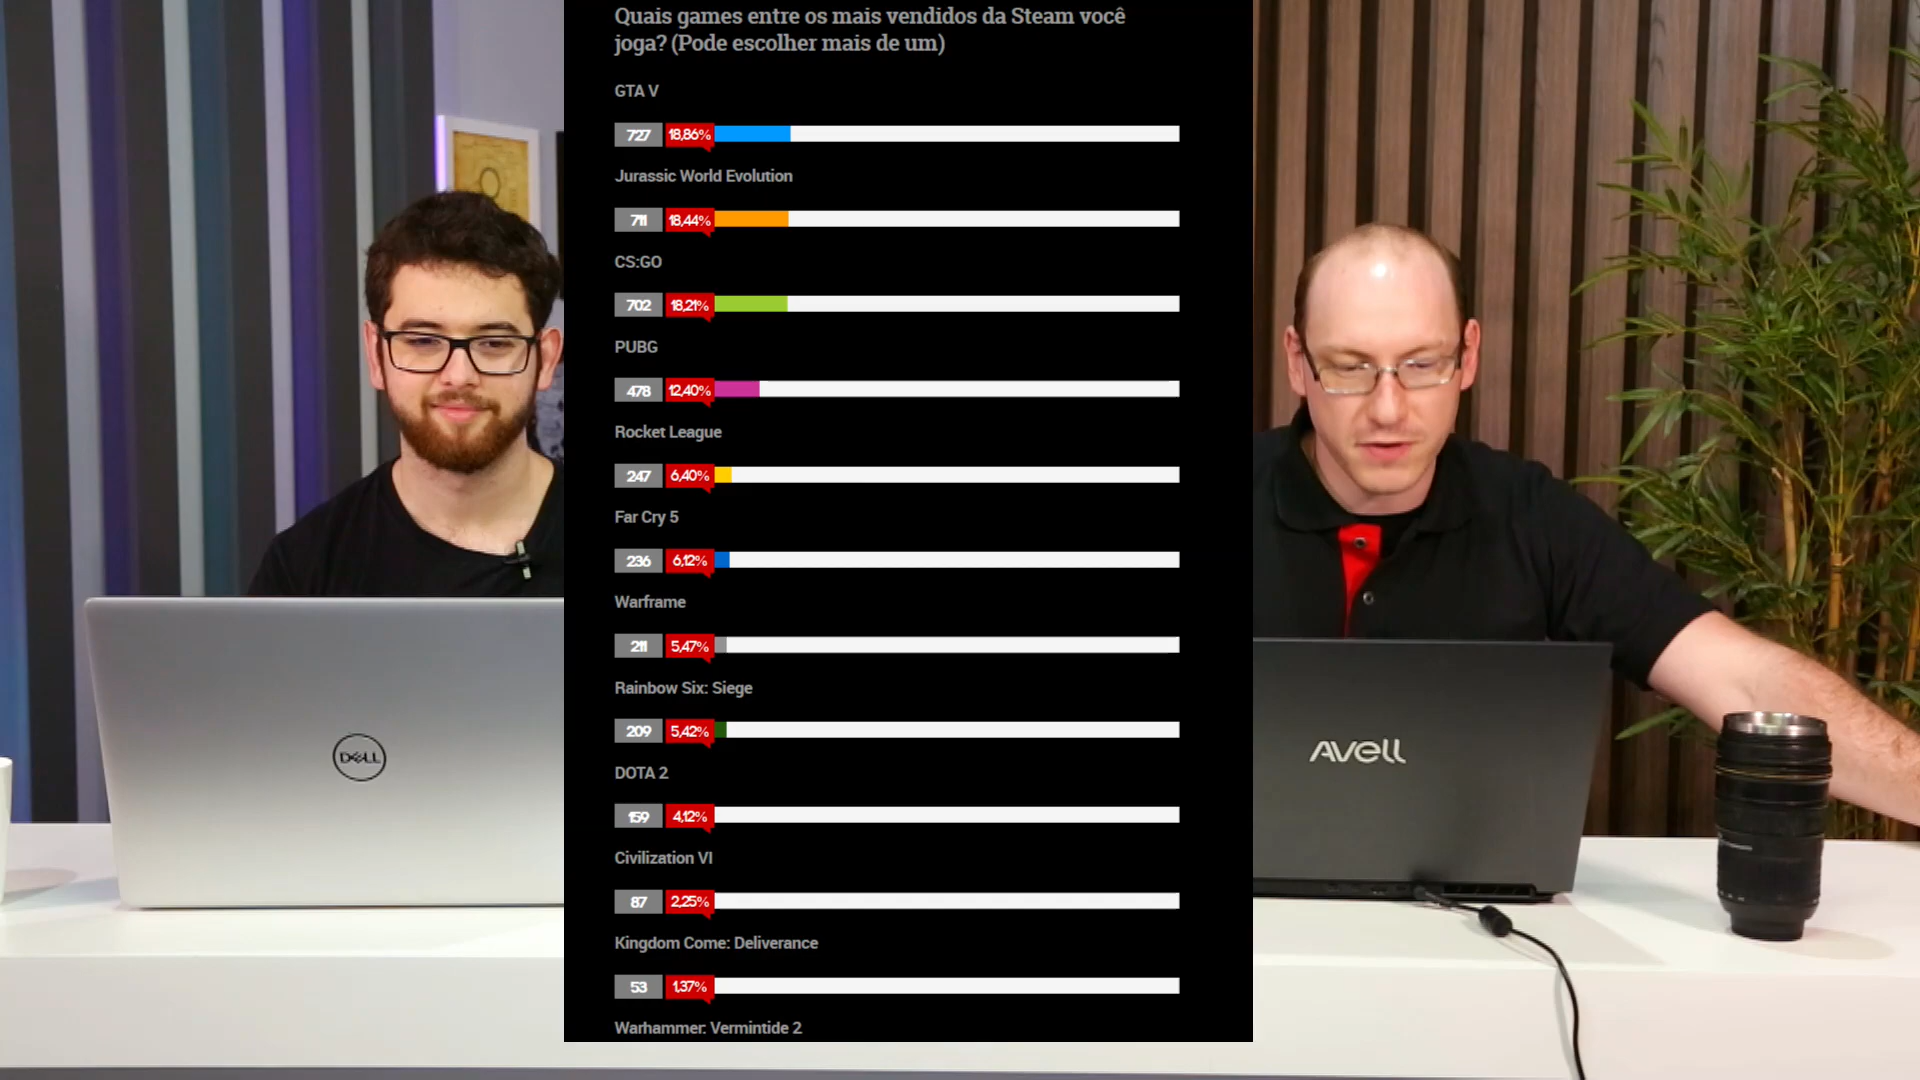 Quais games entre os mais vendidos da Steam você
joga? (Pode escolher mais de um)
GTA V
727 18,86%
Jurassic World Evolution
711 18,44%
CS:GO
702 18,21%
PUBG
478 12,40%
Rocket League
247 6,40%
Far Cry 5
236 6,12%
Warframe
211 5,47%
Rainbow Six: Siege
209 5,42%
DOTA 2
159 4,12%
Civilization VI
87 2,25%
Kingdom Come: Deliverance
53 1,37%
Warhammer: Vermintide 2
DELL
AVELL